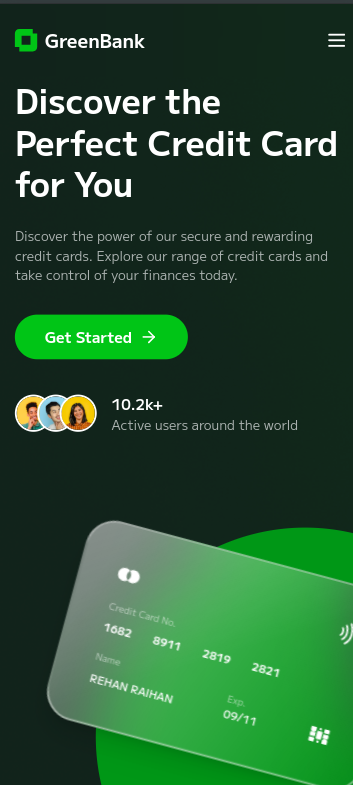 GreenBank
Discover the
Perfect Credit Card
for You
Discover the power of our secure and rewarding
credit cards. Explore our range of credit cards and
take control of your finances today.
Get Started
10.2k+
Active users around the world
Credit Card No.
1682 8911 2819 2821
Name
REHAN RAIHAN
Exp.
09/11